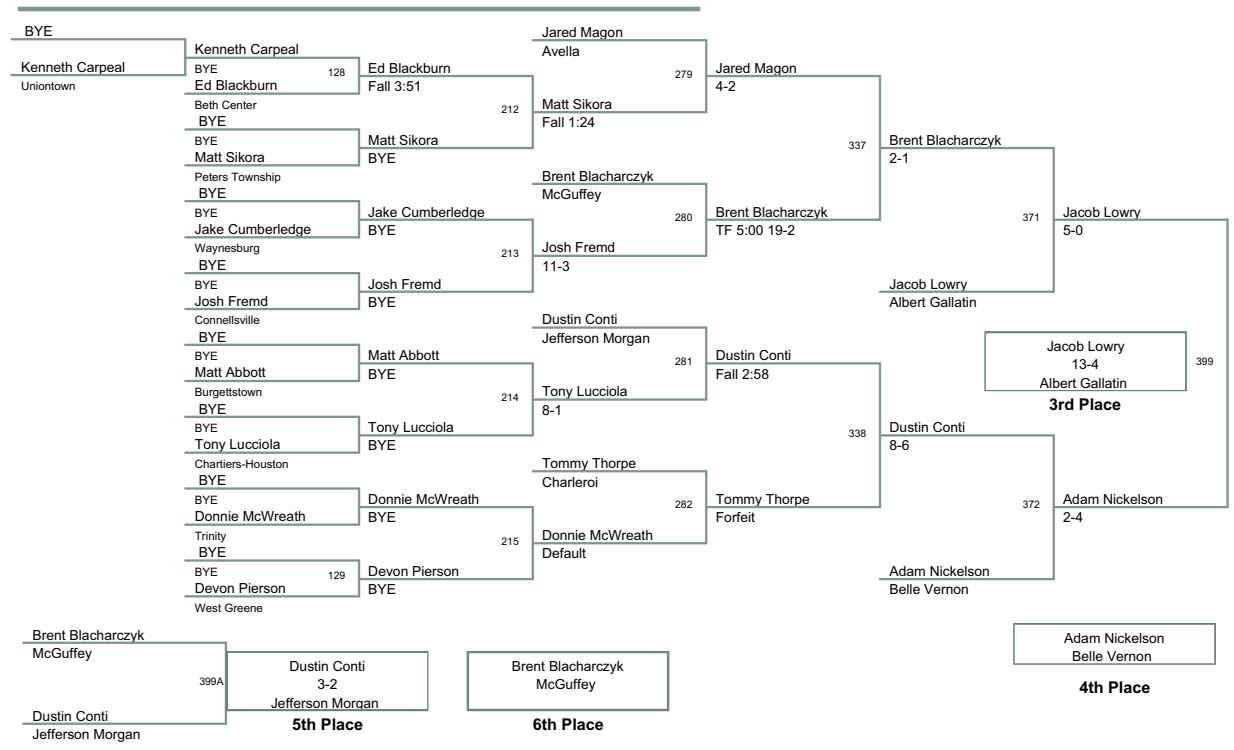 BYE
Kenneth Carpeal
Uniontown
Kenneth Carpeal
BYE
128
Ed Blackburn
Beth Center
BYE
BYE
Matt Sikora
Peters Township
BYE
BYE
Jake Cumberledge
Waynesburg
BYE
BYE
Josh Fremd
Connellsville
BYE
BYE
Matt Abbott
Burgettstown
BYE
BYE
Tony Lucciola
Chartiers-Houston
BYE
BYE
Donnie McWreath
Trinity
BYE
BYE
129
Devon Pierson
West Greene
Ed Blackburn
Fall 3:51
212
Matt Sikora
BYE
Jake Cumberledge
BYE
213
Josh Fremd
BYE
Matt Abbott
BYE
214
Tony Lucciola
BYE
Donnie McWreath
BYE
215
Devon Pierson
BYE
Jared Magon
Avella
279
Matt Sikora
Fall 1:24
Brent Blacharczyk
McGuffey
280
Josh Fremd
11-3
Dustin Conti
Jefferson Morgan
281
Tony Lucciola
8-1
Tommy Thorpe
Charleroi
282
Donnie McWreath
Default
Jared Magon
4-2
337
Brent Blacharczyk
TF 5:00 19-2
Dustin Conti
Fall 2:58
338
Tommy Thorpe
Forfeit
Brent Blacharczyk
2-1
371
Jacob Lowry
Albert Gallatin
Dustin Conti
8-6
372
Adam Nickelson
Belle Vernon
Jacob Lowry
5-0
Jacob Lowry
13-4
Albert Gallatin
399
3rd Place
Adam Nickelson
2-4
Brent Blacharczyk
McGuffey
399A
Dustin Conti
Jefferson Morgan
Dustin Conti
3-2
Jefferson Morgan
5th Place
Brent Blacharczyk
McGuffey
6th Place
Adam Nickelson
Belle Vernon
4th Place